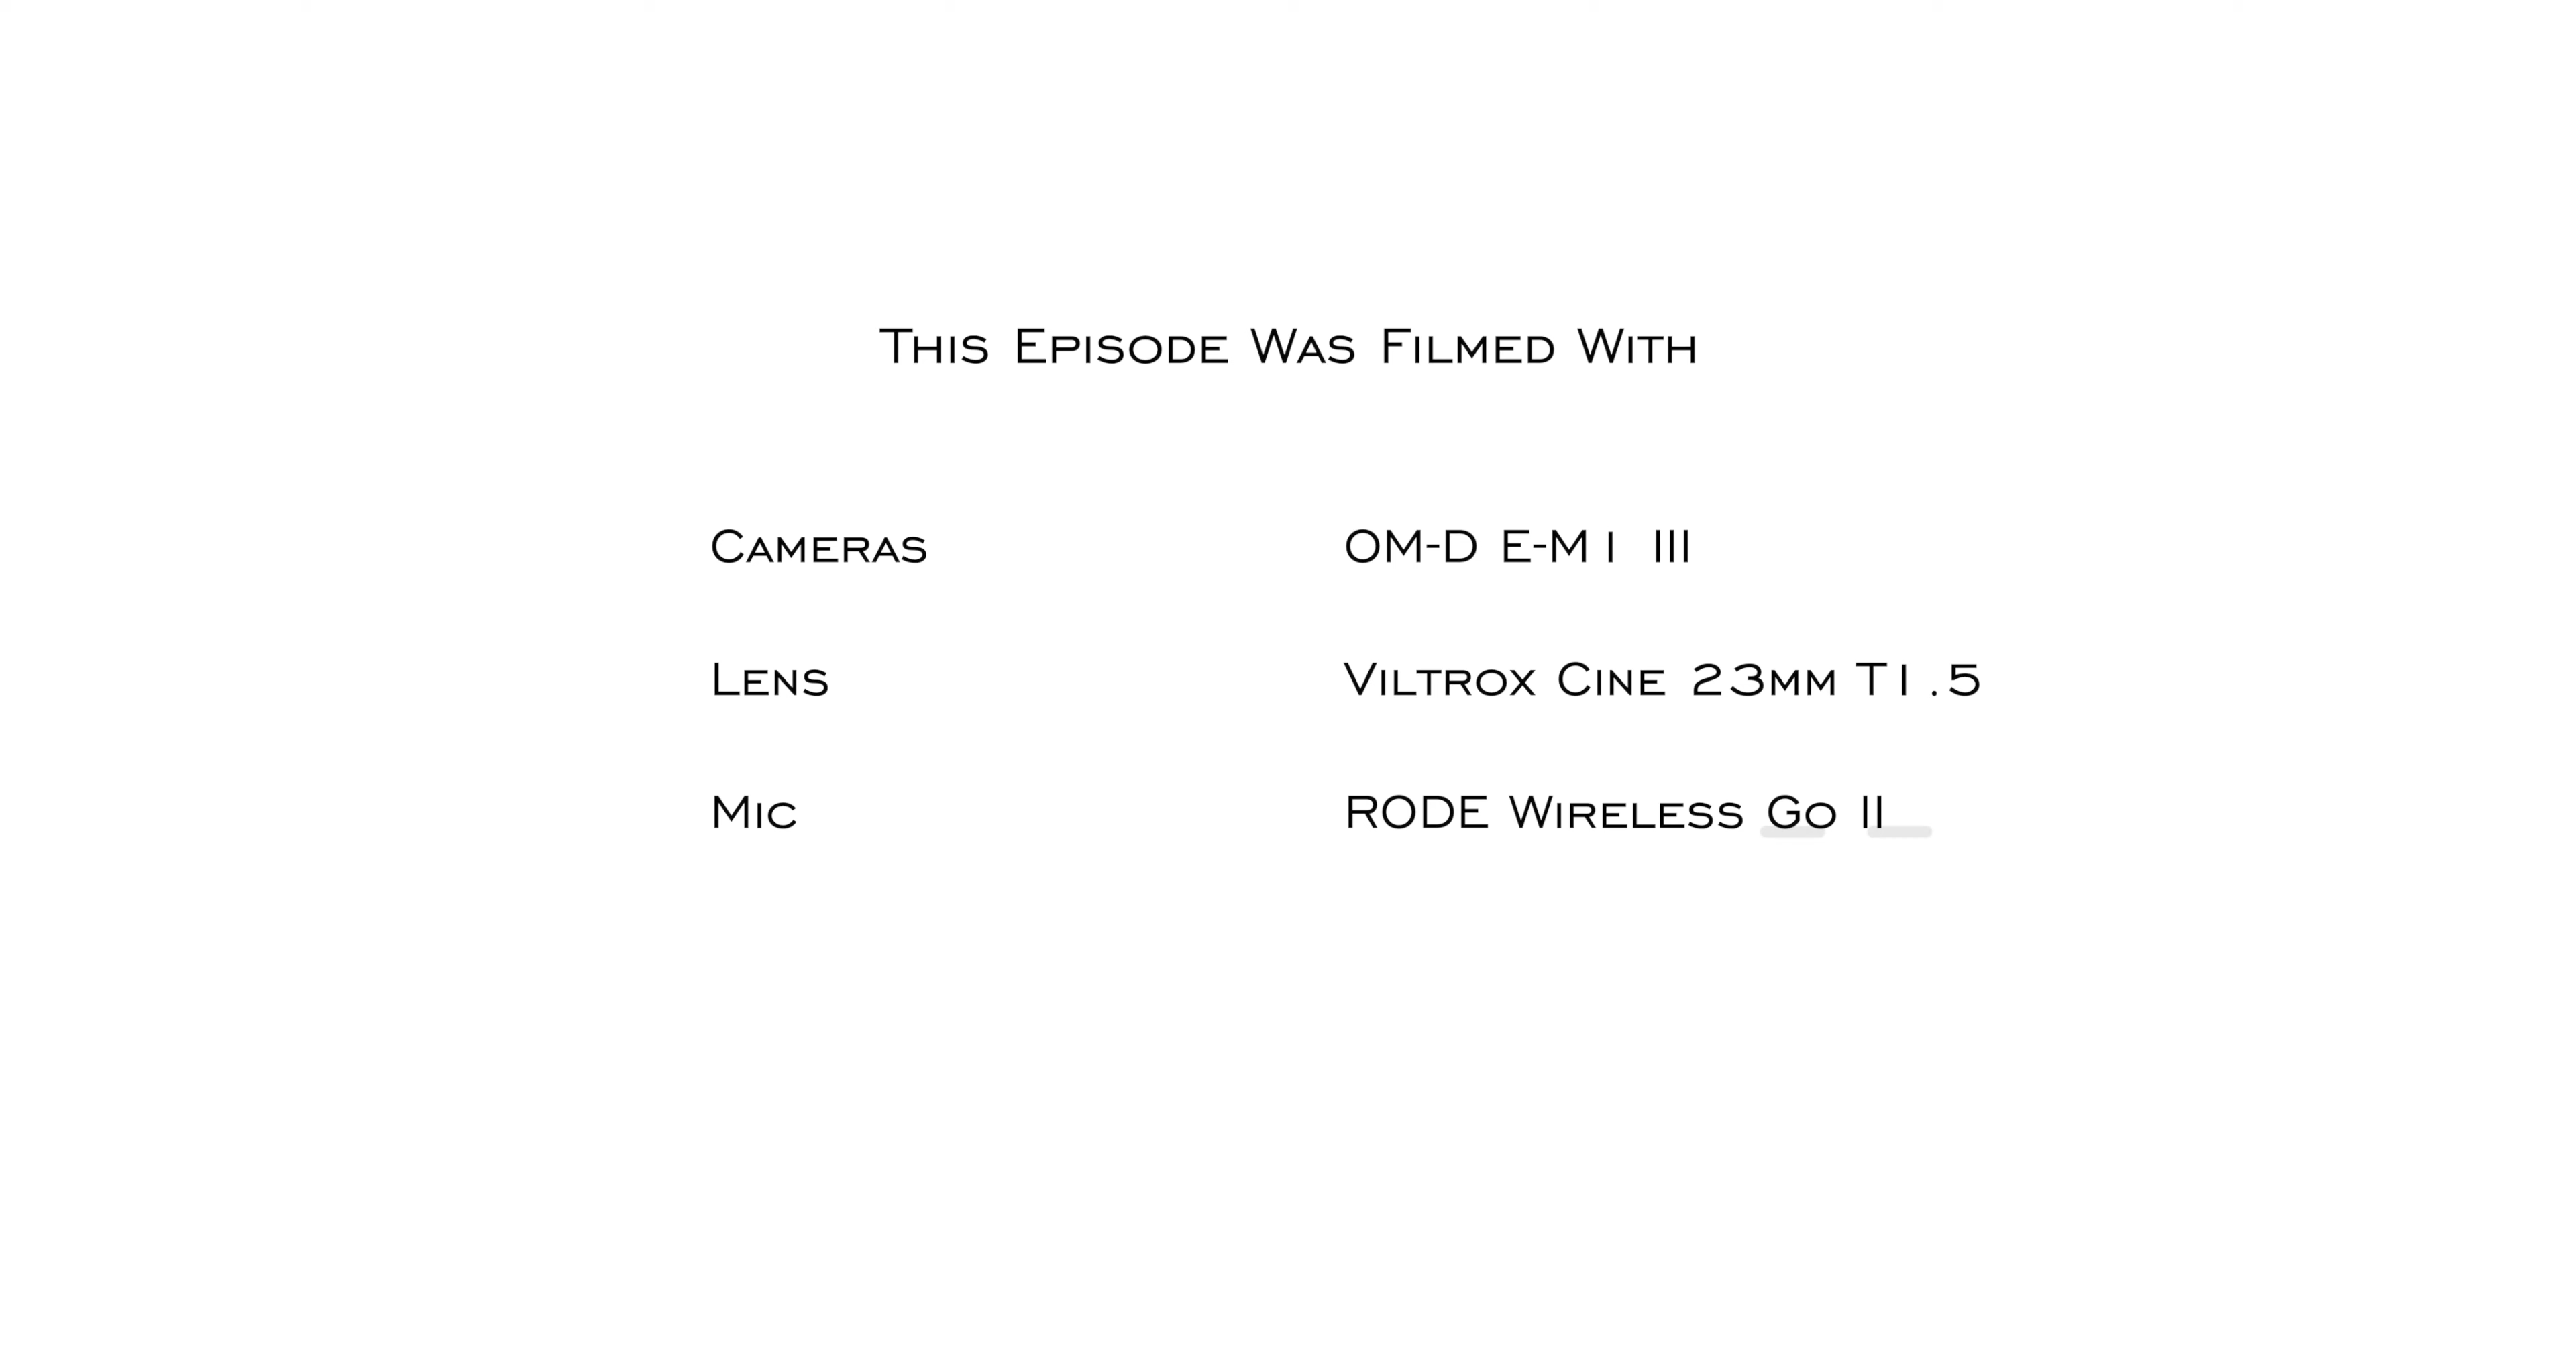 This Episode Was Filmed With
Cameras OM-D E-M1 III
Lens Viltrox Cine 23mm T1.5
Mic RODE Wireless Go II